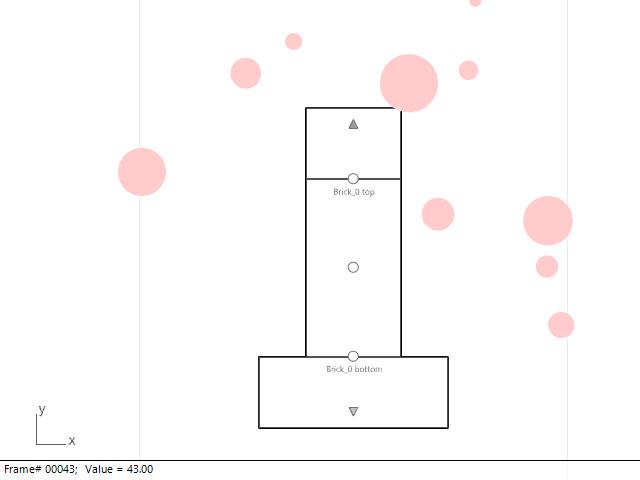 Brick_0 top
Brick_0 bottom
y
x
Frame# 00043; Value = 43.00